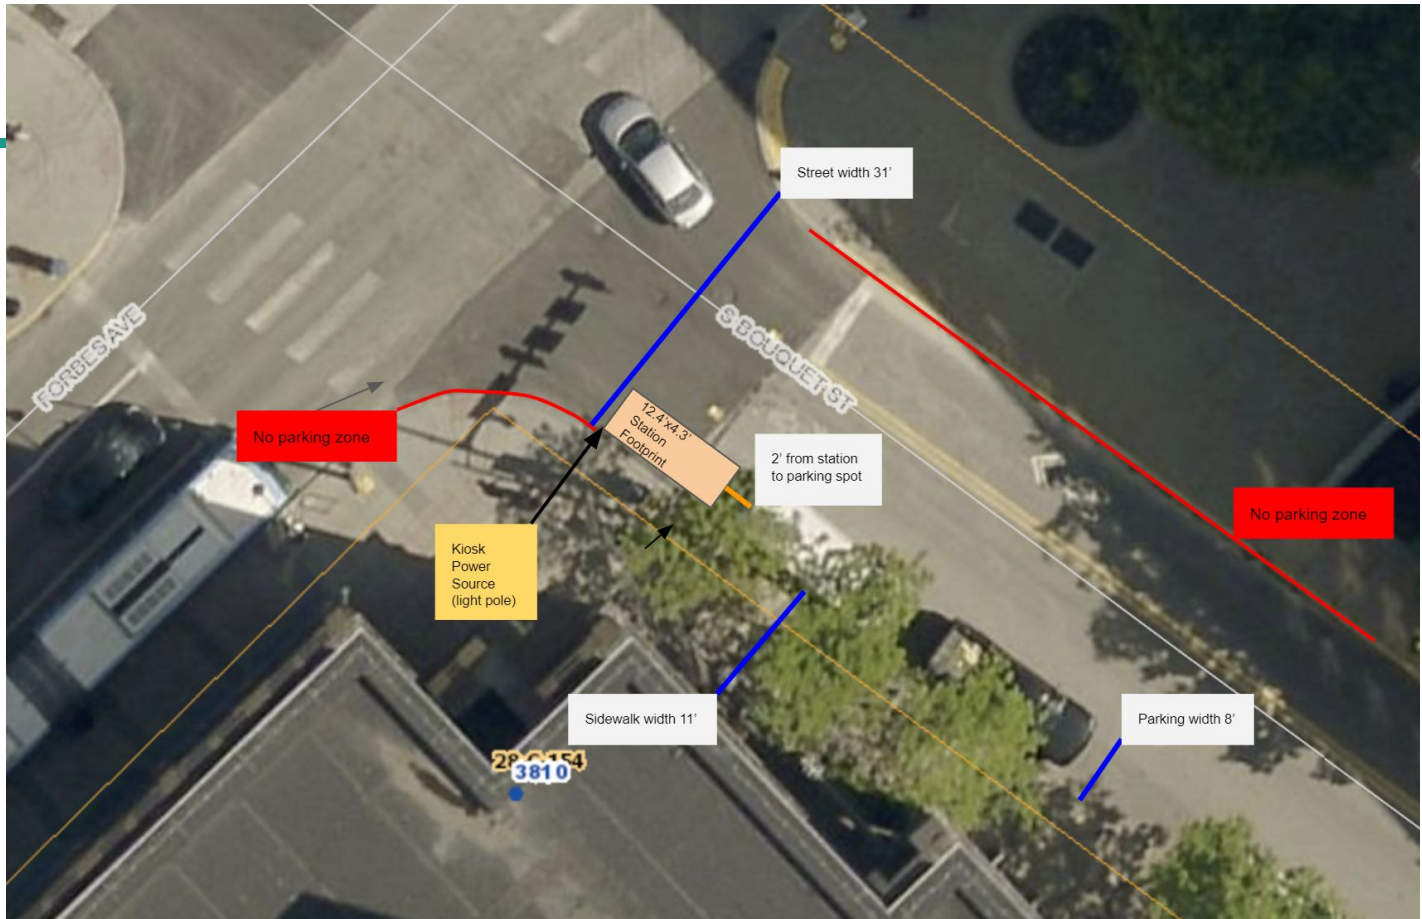 Street width 31'
FORBES AVE
S BOUQUET ST
No parking zone
12.4'x4.3'
Station
Footprint
2' from station
to parking spot
No parking zone
Kiosk
Power
Source
(light pole)
Sidewalk width 11'
Parking width 8'
3810